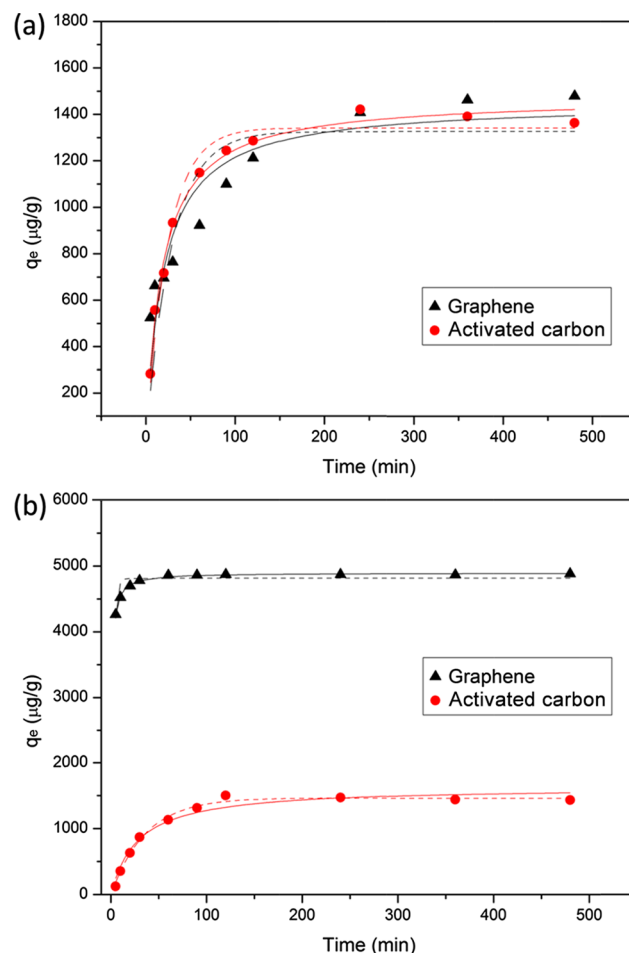 (a)
1800
1600
1400
1200
1000
800
600
400
200
qe (μg/g)
Graphene
Activated carbon
0 100 200 300 400 500
Time (min)
(b)
6000
5000
4000
3000
2000
1000
0
qe (μg/g)
Graphene
Activated carbon
0 100 200 300 400 500
Time (min)